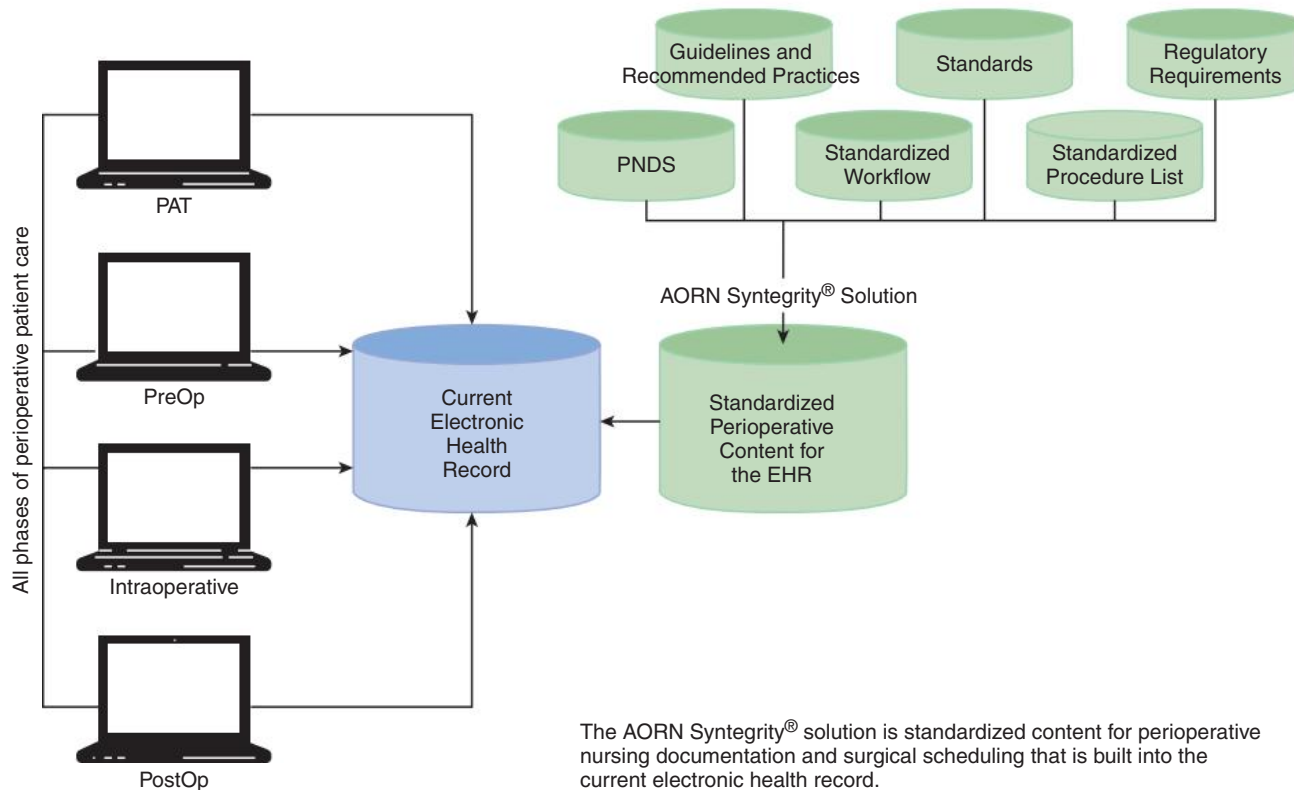 All phases of perioperative patient care
PAT
PreOp
Intraoperative
PostOp
Current
Electronic
Health
Record
Guidelines and
Recommended Practices
Standards
Regulatory
Requirements
PNDS
Standardized
Workflow
Standardized
Procedure List
AORN Syntegrity® Solution
Standardized
Perioperative
Content for
the EHR
The AORN Syntegrity® solution is standardized content for perioperative
nursing documentation and surgical scheduling that is built into the
current electronic health record.